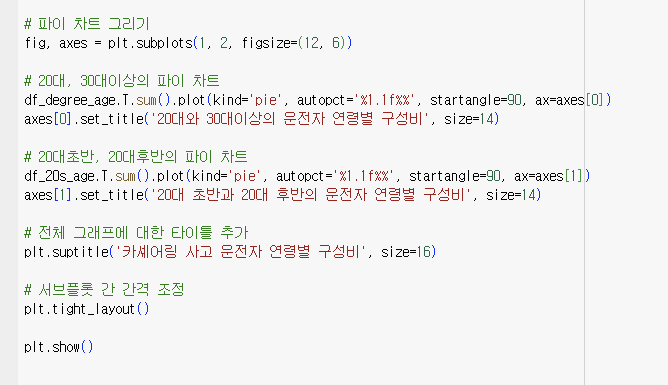 # 파이 차트 그리기
fig, axes = plt.subplots(1, 2, figsize=(12, 6))
# 20대, 30대이상의 파이 차트
df_degree_age.T.sum().plot(kind='pie', autopct='%1.1f%%', startangle=90, ax=axes[0])
axes[0].set_title('20대와 30대이상의 운전자 연령별 구성비', size=14)
# 20대초반, 20대후반의 파이 차트
df_20s_age.T.sum().plot(kind='pie', autopct='%1.1f%%', startangle=90, ax=axes[1])
axes[1].set_title('20대 초반과 20대 후반의 운전자 연령별 구성비', size=14)
# 전체 그래프에 대한 타이틀 추가
plt.suptitle('카셰어링 사고 운전자 연령별 구성비', size=16)
# 서브플롯 간 간격 조정
plt.tight_layout()
plt.show()